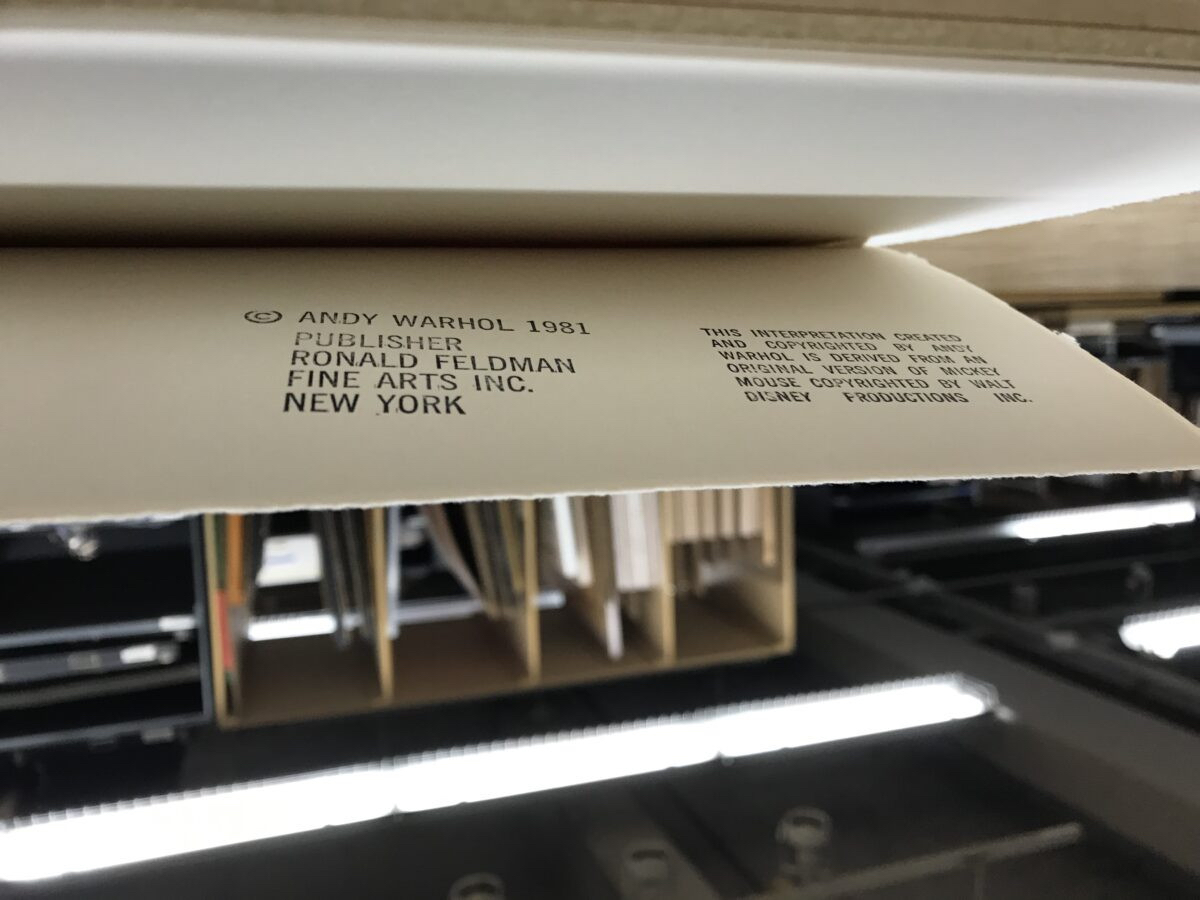 © ANDY WARHOL 1981
PUBLISHER
RONALD FELDMAN
FINE ARTS INC.
NEW YORK
THIS INTERPRETATION CREATED
AND COPYRIGHTED BY ANDY
WARHOL IS DERIVED FROM AN
ORIGINAL VERSION OF MICKEY
MOUSE COPYRIGHTED BY WALT
DISNEY PRODUCTIONS INC.